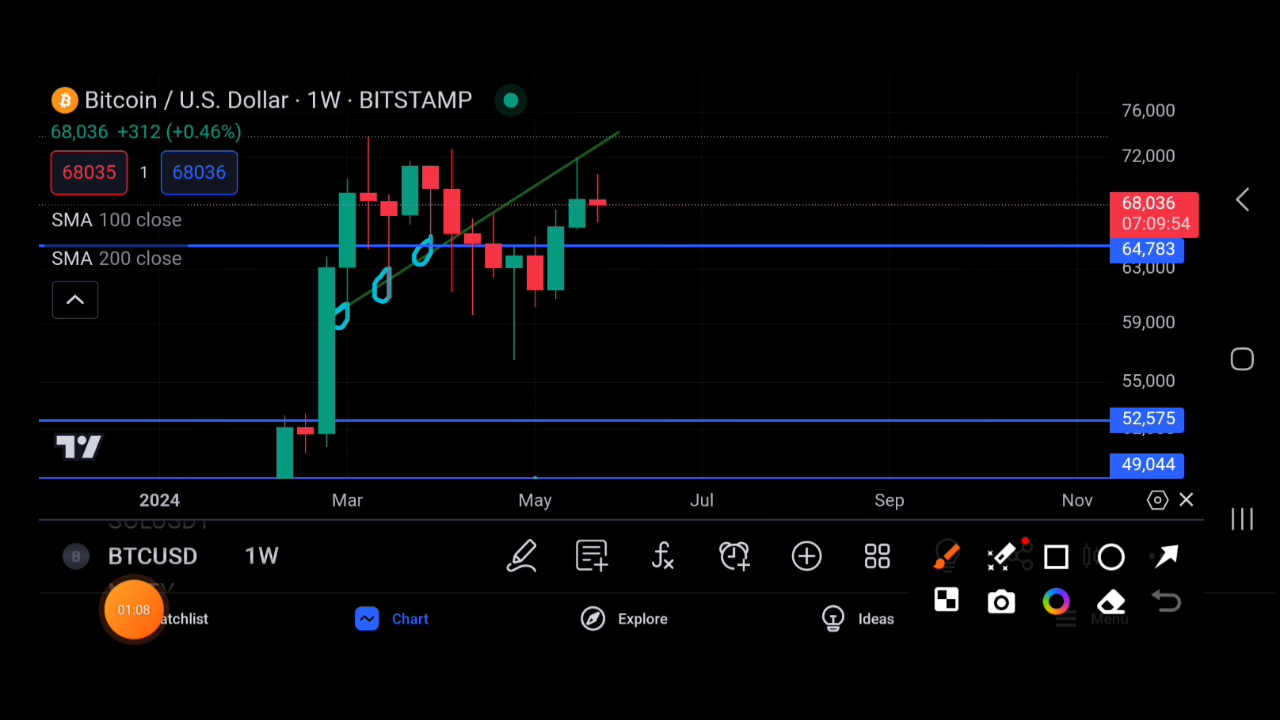 Bitcoin / U.S. Dollar · 1W · BITSTAMP
68,036 +312 (+0.46%)
68035 1 68036
SMA 100 close
SMA 200 close
76,000
72,000
68,036
07:09:54
64,783
63,000
59,000
55,000
52,575
49,044
2024 Mar May Jul Sep Nov
SOLUSDT
B BTCUSD 1W
01:08
atchlist Chart Explore Ideas Menu